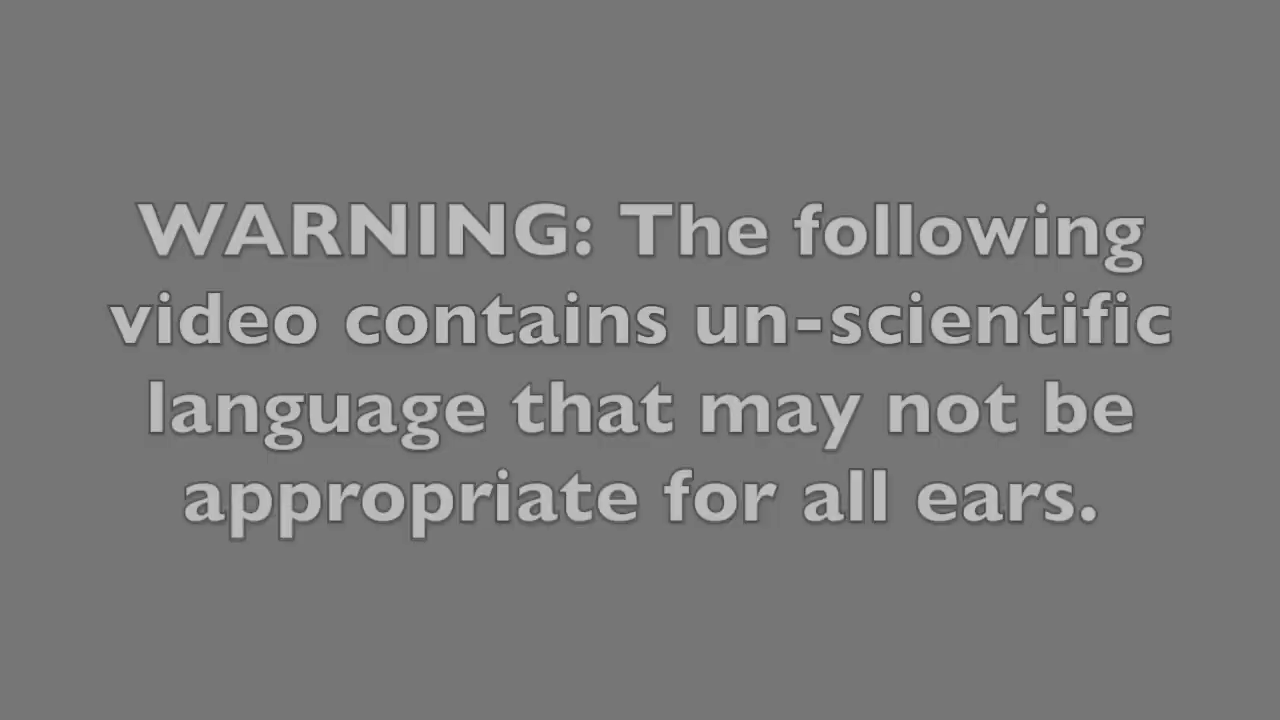 WARNING: The following
video contains un-scientific
language that may not be
appropriate for all ears.